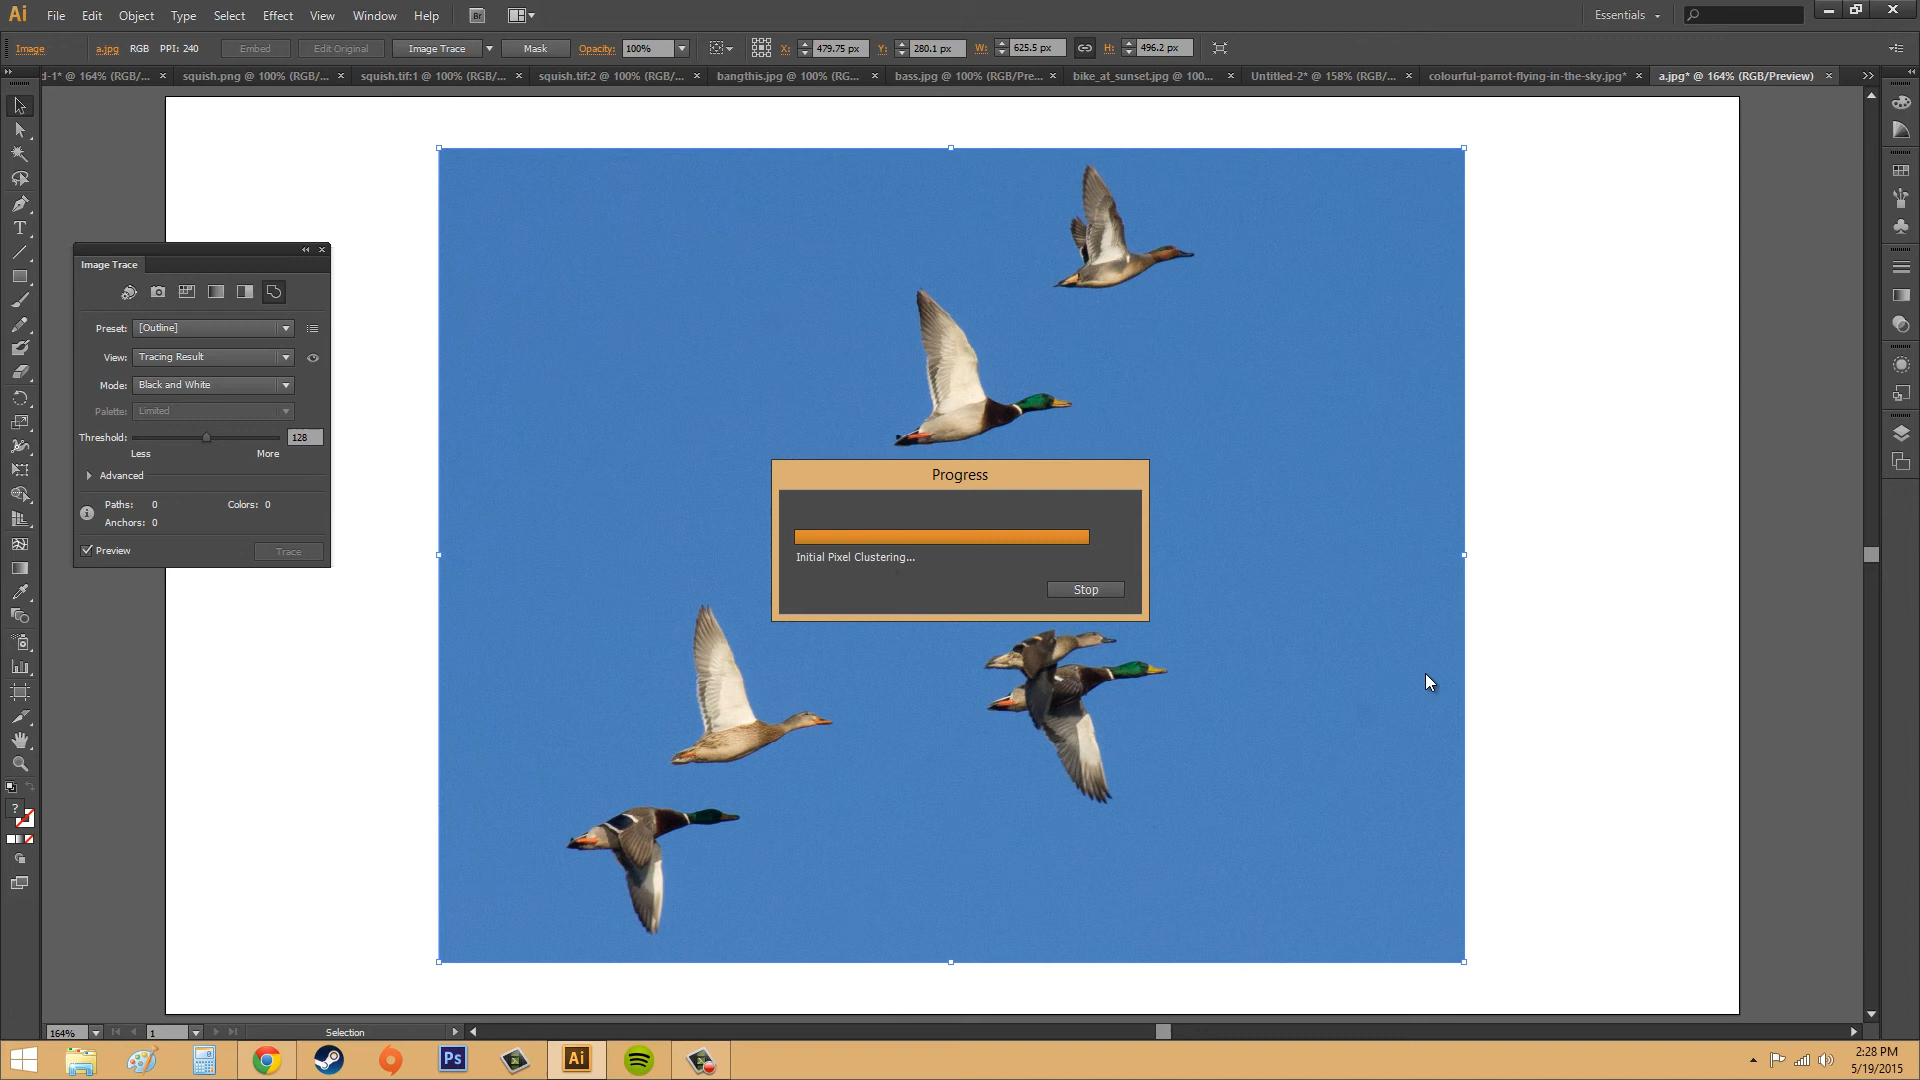 Ai File Edit Object Type Select Effect View Window Help Br Essentials
Image a.jpg RGB PPI: 240 Embed Edit Original Image Trace Mask Opacity: 100% X: 479.75 px Y: 280.1 px W: 625.5 px H: 496.2 px
d-1* @ 164% (RGB/... squish.png @ 100% (RGB/... squish.tif:1 @ 100% (RGB/... squish.tif:2 @ 100% (RGB/... bangthis.jpg @ 100% (RG... bass.jpg @ 100% (RGB/Pre... bike_at_sunset.jpg @ 100... Untitled-2* @ 158% (RGB/... colourful-parrot-flying-in-the-sky.jpg* a.jpg* @ 164% (RGB/Preview)
Image Trace
Preset: [Outline]
View: Tracing Result
Mode: Black and White
Palette: Limited
Threshold: 128
Less More
Advanced
Paths: 0 Colors: 0
Anchors: 0
Preview Trace
Progress
Initial Pixel Clustering...
Stop
164% 1 Selection
Ps Ai
2:28 PM
5/19/2015